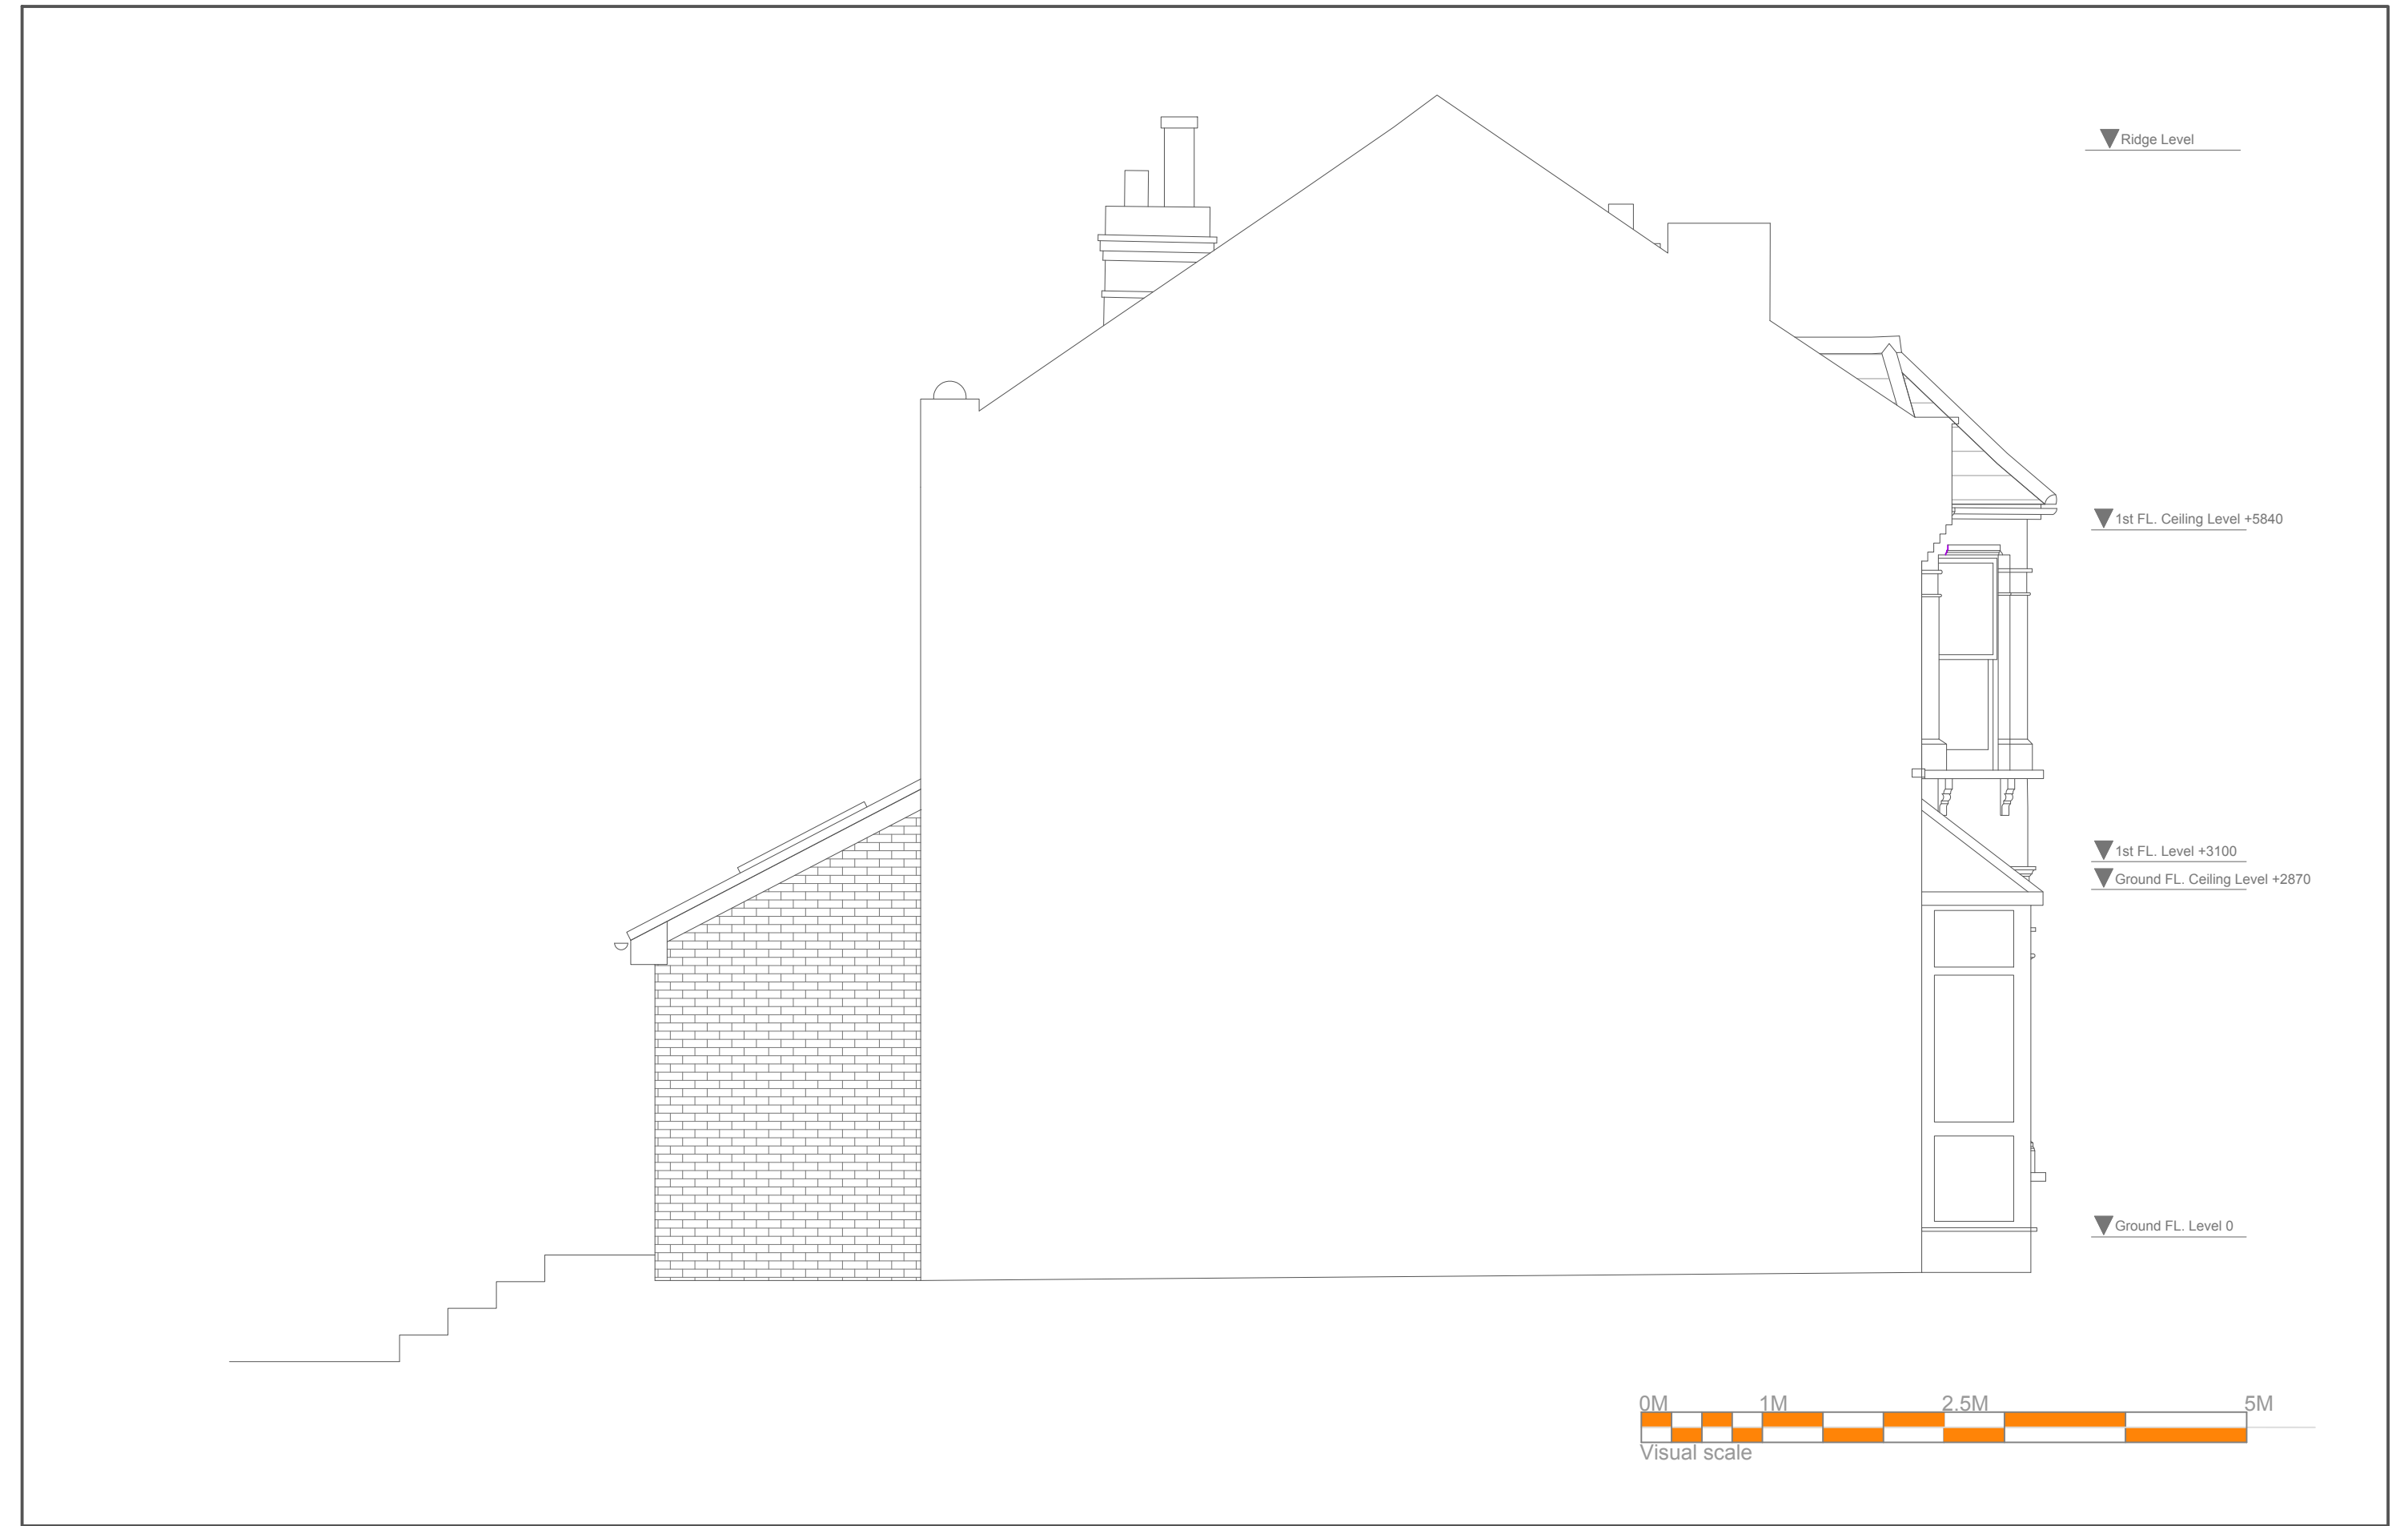 Ridge Level
1st FL. Ceiling Level +5840
1st FL. Level +3100
Ground FL. Ceiling Level +2870
Ground FL. Level 0
0M 1M 2.5M 5M
Visual scale